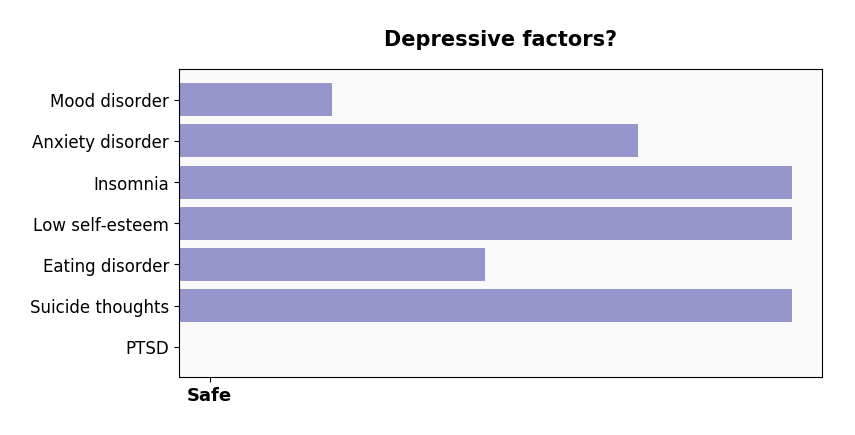 Depressive factors?
Mood disorder
Anxiety disorder
Insomnia
Low self-esteem
Eating disorder
Suicide thoughts
PTSD
Safe